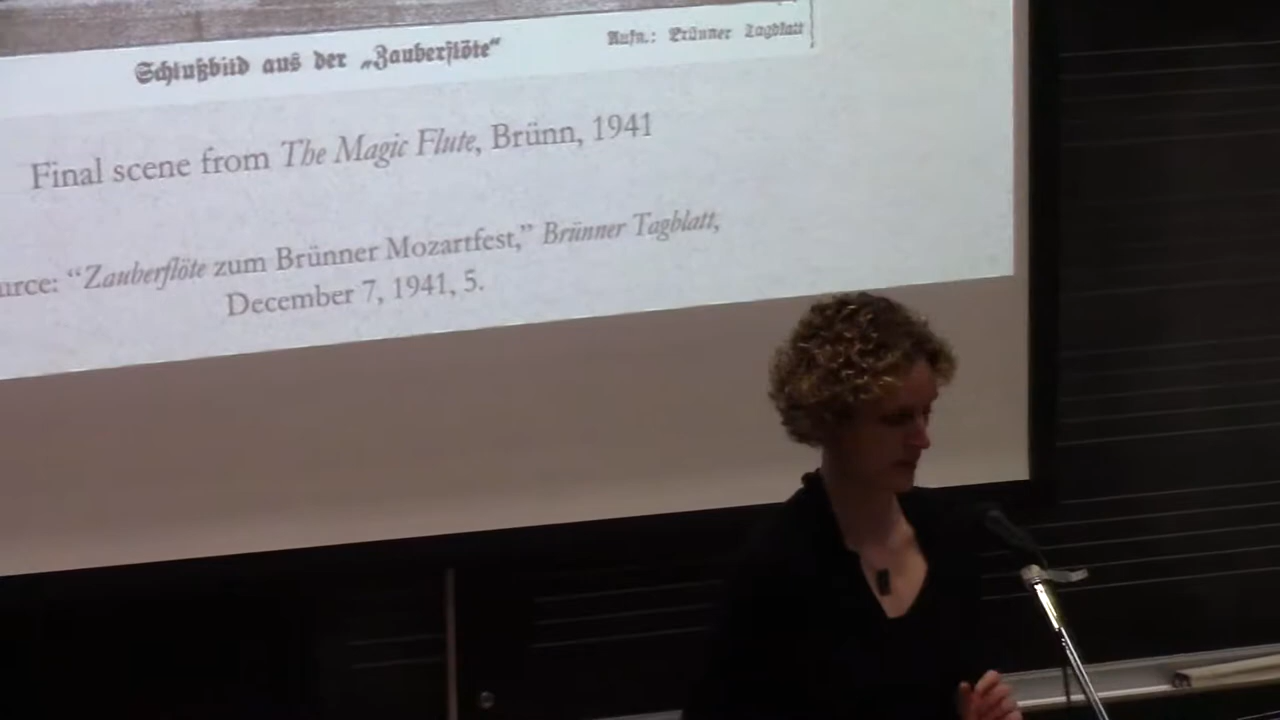 Schlußbild aus der „Zauberflöte“
Aufn.: Brünner Tagblatt
Final scene from The Magic Flute, Brünn, 1941
urce: “Zauberflöte zum Brünner Mozartfest,” Brünner Tagblatt,
December 7, 1941, 5.